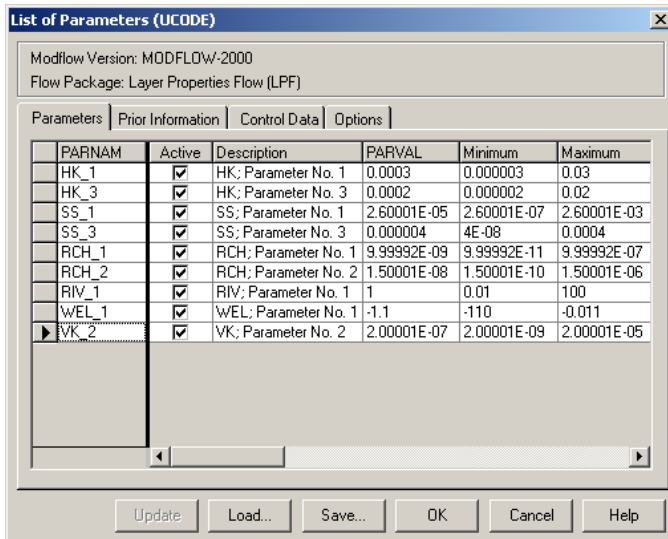 List of Parameters (UCODE)
Modflow Version: MODFLOW-2000
Flow Package: Layer Properties Flow (LPF)
Parameters Prior Information Control Data Options
PARNAM Active Description PARVAL Minimum Maximum
HK_1 HK; Parameter No. 1 0.0003 0.000003 0.03
HK_3 HK; Parameter No. 3 0.0002 0.000002 0.02
SS_1 SS; Parameter No. 1 2.60001E-05 2.60001E-07 2.60001E-03
SS_3 SS; Parameter No. 3 0.000004 4E-08 0.0004
RCH_1 RCH; Parameter No. 1 9.99992E-09 9.99992E-11 9.99992E-07
RCH_2 RCH; Parameter No. 2 1.50001E-08 1.50001E-10 1.50001E-06
RIV_1 RIV; Parameter No. 1 1 0.01 100
WEL_1 WEL; Parameter No. 1 -1.1 -110 -0.011
VK_2 VK; Parameter No. 2 2.00001E-07 2.00001E-09 2.00001E-05
Update Load... Save... OK Cancel Help